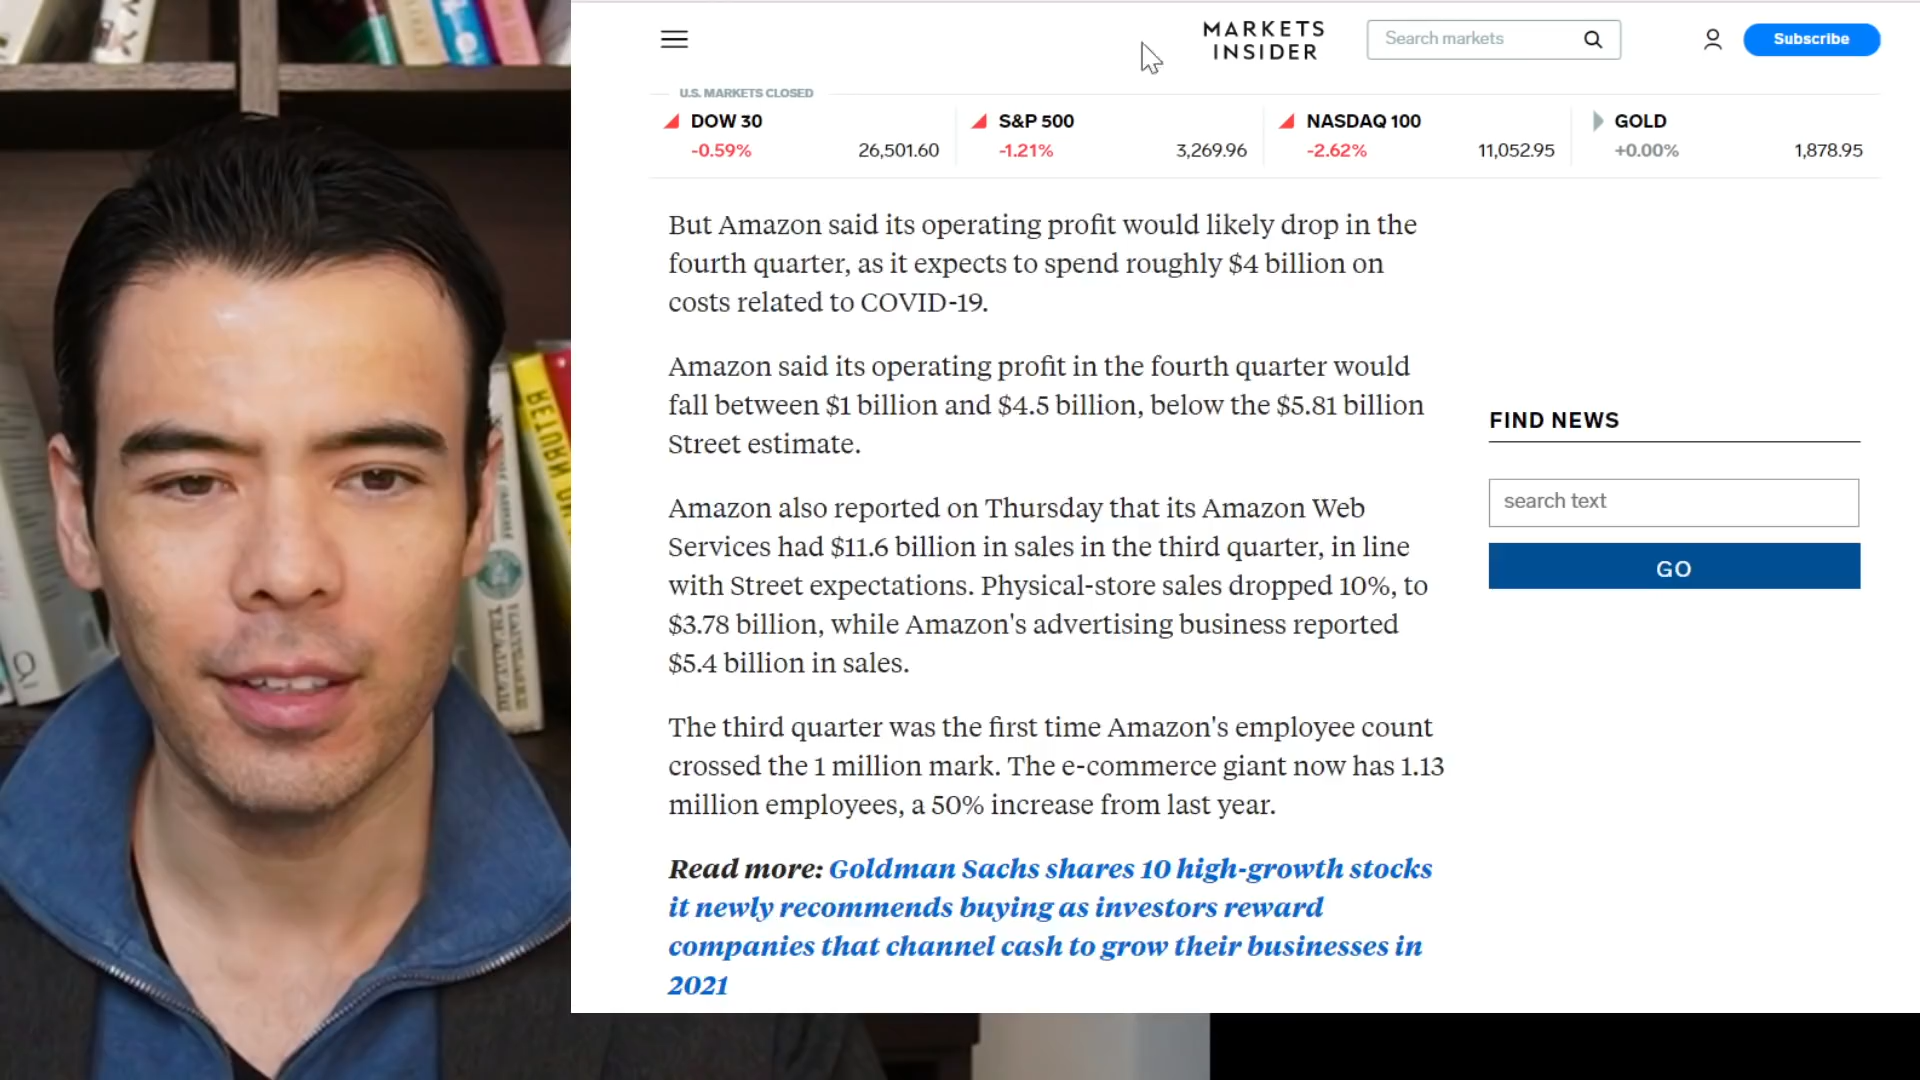 MARKETS
INSIDER
Search markets
Subscribe
U.S. MARKETS CLOSED
DOW 30
-0.59% 26,501.60
S&P 500
-1.21% 3,269.96
NASDAQ 100
-2.62% 11,052.95
GOLD
+0.00% 1,878.95
But Amazon said its operating profit would likely drop in the
fourth quarter, as it expects to spend roughly $4 billion on
costs related to COVID-19.
Amazon said its operating profit in the fourth quarter would
fall between $1 billion and $4.5 billion, below the $5.81 billion
Street estimate.
Amazon also reported on Thursday that its Amazon Web
Services had $11.6 billion in sales in the third quarter, in line
with Street expectations. Physical-store sales dropped 10%, to
$3.78 billion, while Amazon's advertising business reported
$5.4 billion in sales.
The third quarter was the first time Amazon's employee count
crossed the 1 million mark. The e-commerce giant now has 1.13
million employees, a 50% increase from last year.
Read more: Goldman Sachs shares 10 high-growth stocks
it newly recommends buying as investors reward
companies that channel cash to grow their businesses in
2021
FIND NEWS
search text
GO